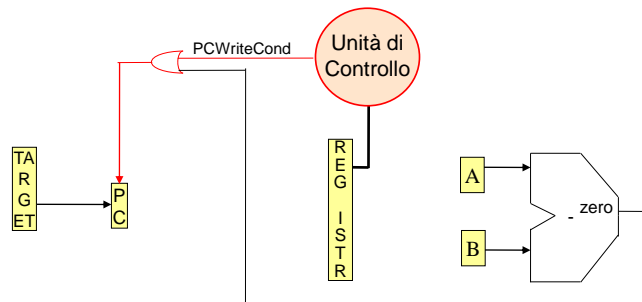 PCWriteCond
Unità di
Controllo
TA
R
G
ET
P
C
R
E
G
I
S
T
R
A
B
-
zero